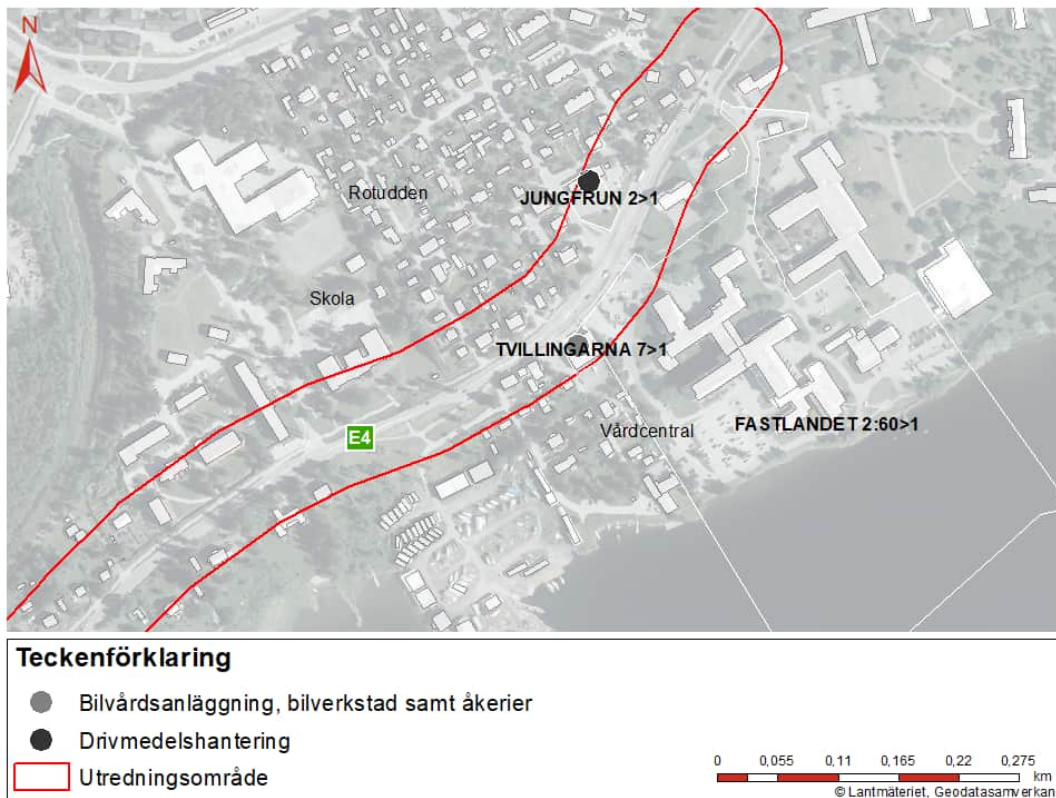 N
Rotudden
JUNGFRUN 2>1
Skola
TVILLINGARNA 7>1
E4
FASTLANDET 2:60>1
Vårdcentral
Teckenförklaring
Bilvårdsanläggning, bilverkstad samt åkerier
Drivmedelshantering
Utredningsområde
0 0,055 0,11 0,165 0,22 0,275
km
© Lantmäteriet, Geodatasamverkan